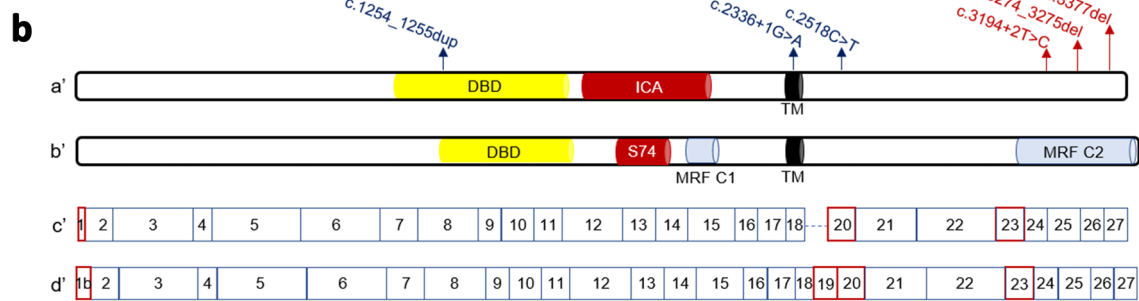 b
c.1254_1255dup
c.2336+1G>A
c.2518C>T
c.3194+2T>C
a' DBD ICA
TM
b' DBD S74 MRF C2
MRF C1 TM
c' 1 2 3 4 5 6 7 8 9 10 11 12 13 14 15 16 17 18 20 21 22 23 24 25 26 27
d' 1b 2 3 4 5 6 7 8 9 10 11 12 13 14 15 16 17 18 19 20 21 22 23 24 25 26 27